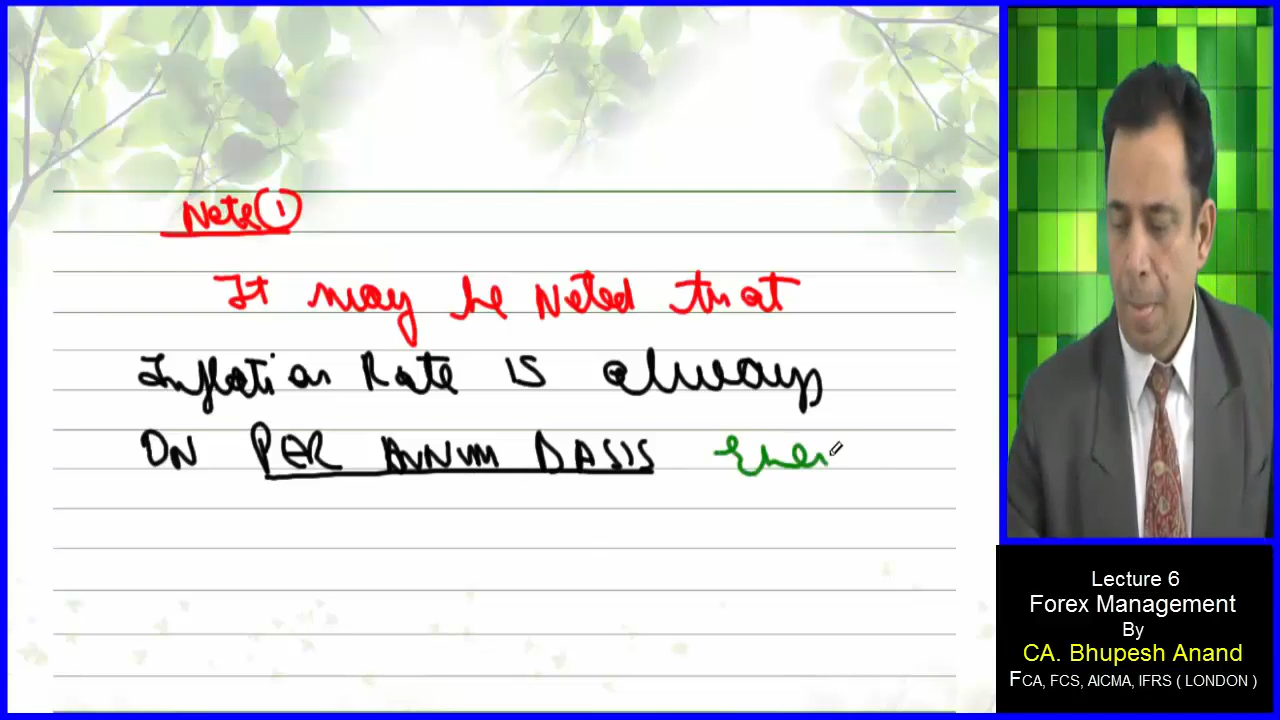 Note (1)
It may be Noted that
Inflation Rate is always
ON PER ANNUM BASIS
Lecture 6
Forex Management
By
CA. Bhupesh Anand
FCA, FCS, AICMA, IFRS ( LONDON )